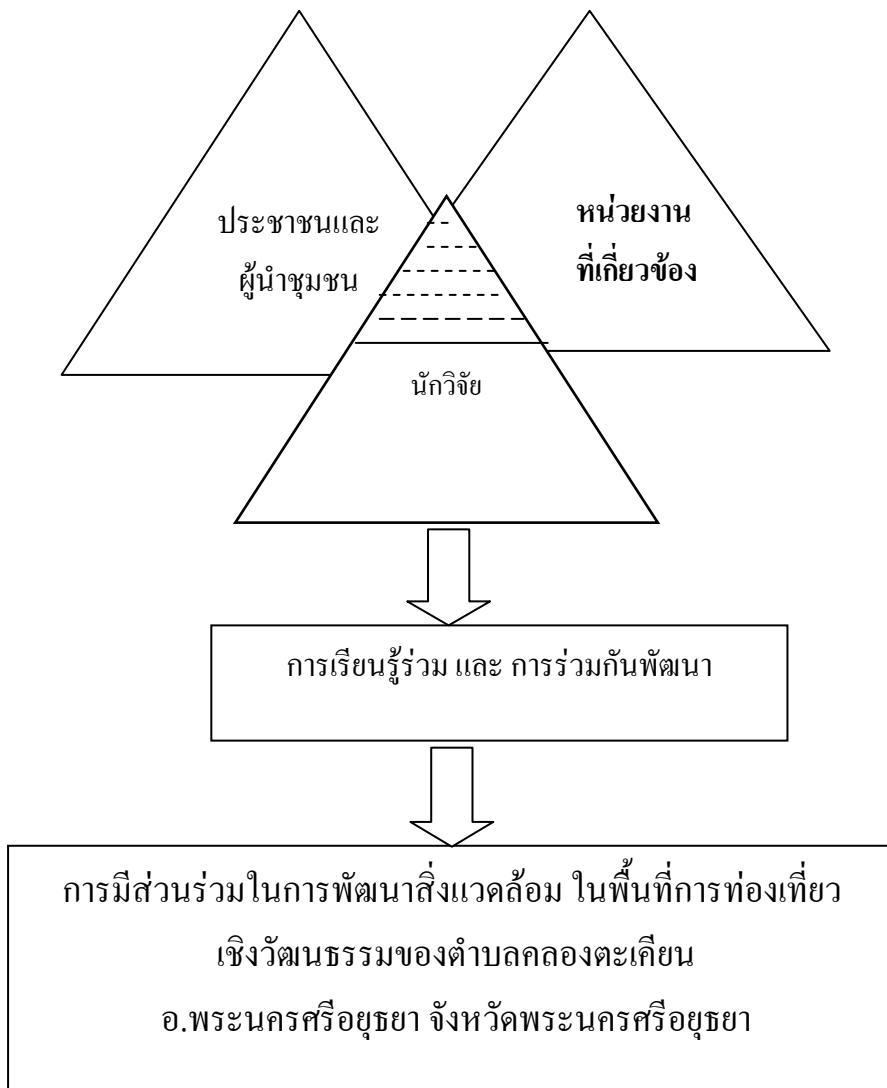 ประชาชนและ
ผู้นำชุมชน
หน่วยงาน
ที่เกี่ยวข้อง
นักวิจัย
การเรียนรู้ร่วม และ การร่วมกันพัฒนา
การมีส่วนร่วมในการพัฒนาสิ่งแวดล้อม ในพื้นที่การท่องเที่ยว
เชิงวัฒนธรรมของตำบลคลองตะเคียน
อ.พระนครศรีอยุธยา จังหวัดพระนครศรีอยุธยา